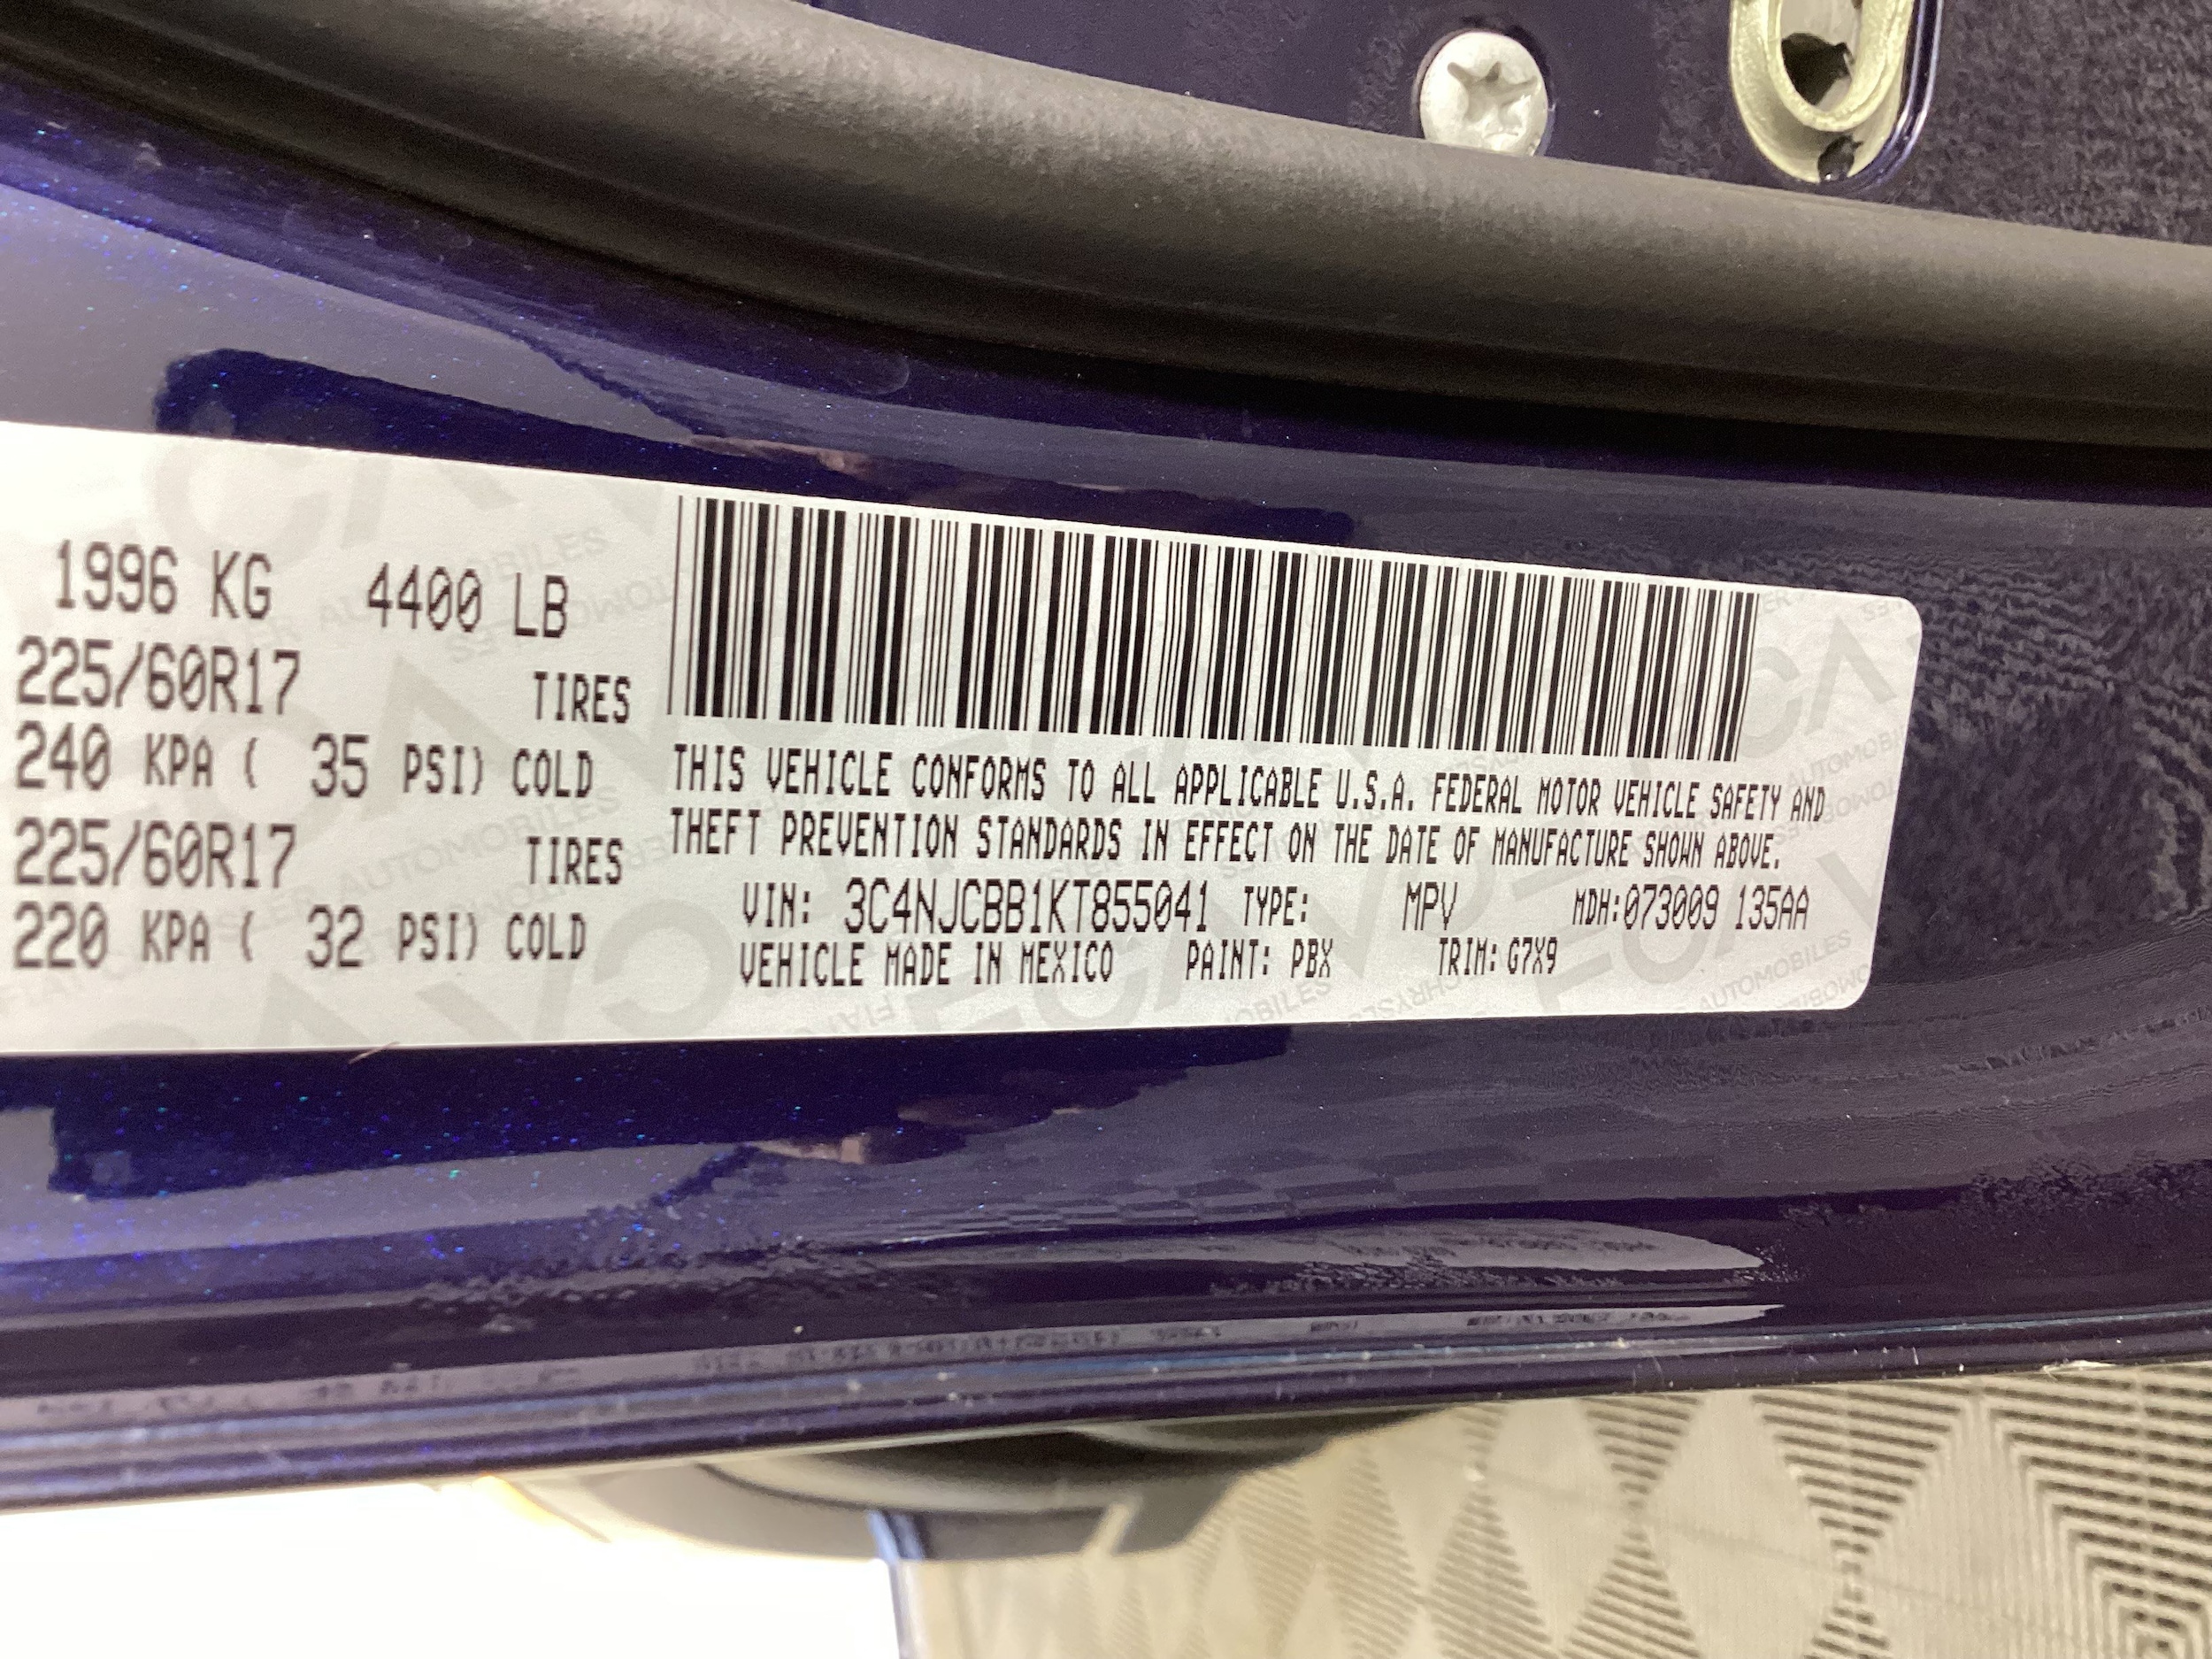 1996 KG 4400 LB
225/60R17 TIRES
240 KPA ( 35 PSI) COLD
225/60R17 TIRES
220 KPA ( 32 PSI) COLD
THIS VEHICLE CONFORMS TO ALL APPLICABLE U.S.A. FEDERAL MOTOR VEHICLE SAFETY AND
THEFT PREVENTION STANDARDS IN EFFECT ON THE DATE OF MANUFACTURE SHOWN ABOVE.
VIN: 3C4NJCBB1KT855041 TYPE: MPV MDH:073009 135AA
VEHICLE MADE IN MEXICO PAINT: PBX TRIM: G7X9